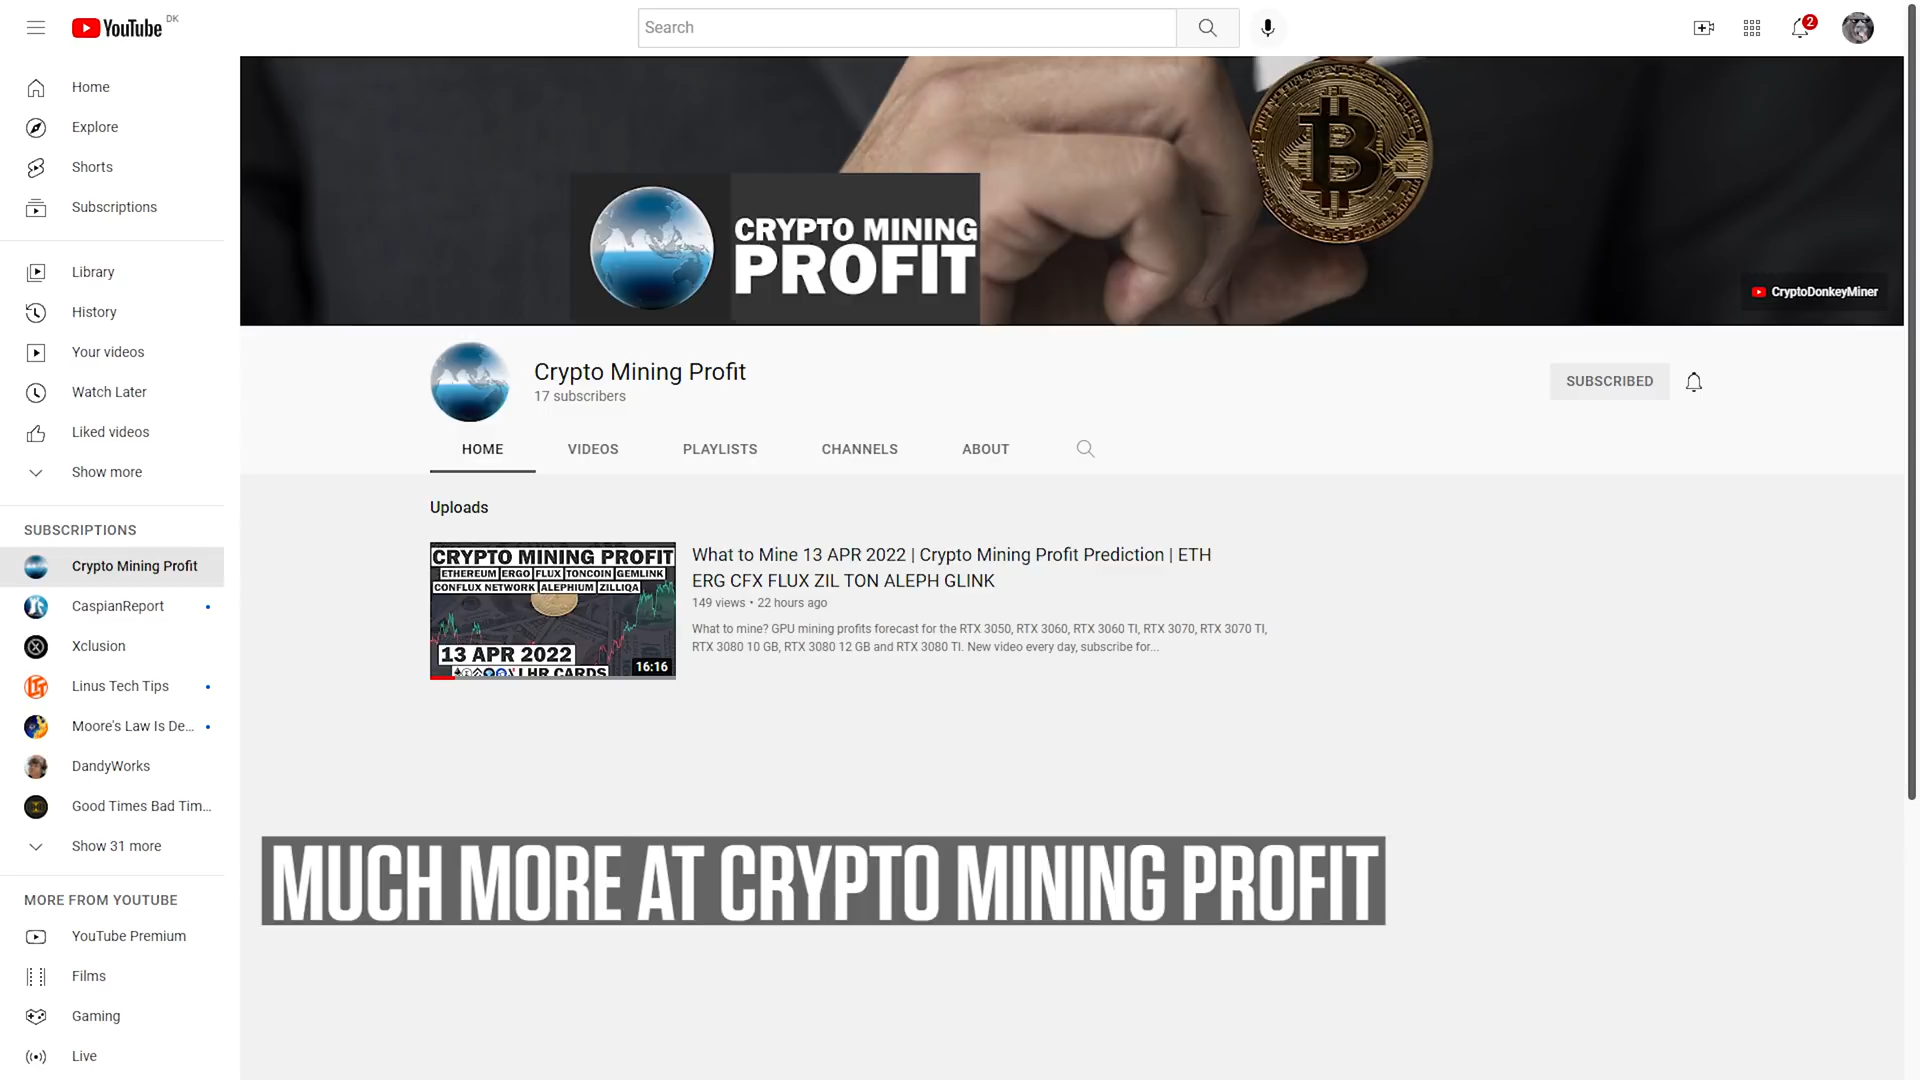 YouTube DK
Search
2
Home
Explore
Shorts
Subscriptions
Library
History
Your videos
Watch Later
Liked videos
Show more
SUBSCRIPTIONS
Crypto Mining Profit
CaspianReport
Xclusion
Linus Tech Tips
Moore's Law Is De...
DandyWorks
Good Times Bad Tim...
Show 31 more
MORE FROM YOUTUBE
YouTube Premium
Films
Gaming
Live
CRYPTO MINING
PROFIT
CryptoDonkeyMiner
Crypto Mining Profit
17 subscribers
SUBSCRIBED
HOME VIDEOS PLAYLISTS CHANNELS ABOUT
Uploads
CRYPTO MINING PROFIT
ETHEREUM ERGO FLUX TONCOIN GEMLINK
CONFLUX NETWORK ALEPHIUM ZILLIQA
13 APR 2022
LHR CARDS
16:16
What to Mine 13 APR 2022 | Crypto Mining Profit Prediction | ETH
ERG CFX FLUX ZIL TON ALEPH GLINK
149 views • 22 hours ago
What to mine? GPU mining profits forecast for the RTX 3050, RTX 3060, RTX 3060 TI, RTX 3070, RTX 3070 TI,
RTX 3080 10 GB, RTX 3080 12 GB and RTX 3080 TI. New video every day, subscribe for...
MUCH MORE AT CRYPTO MINING PROFIT